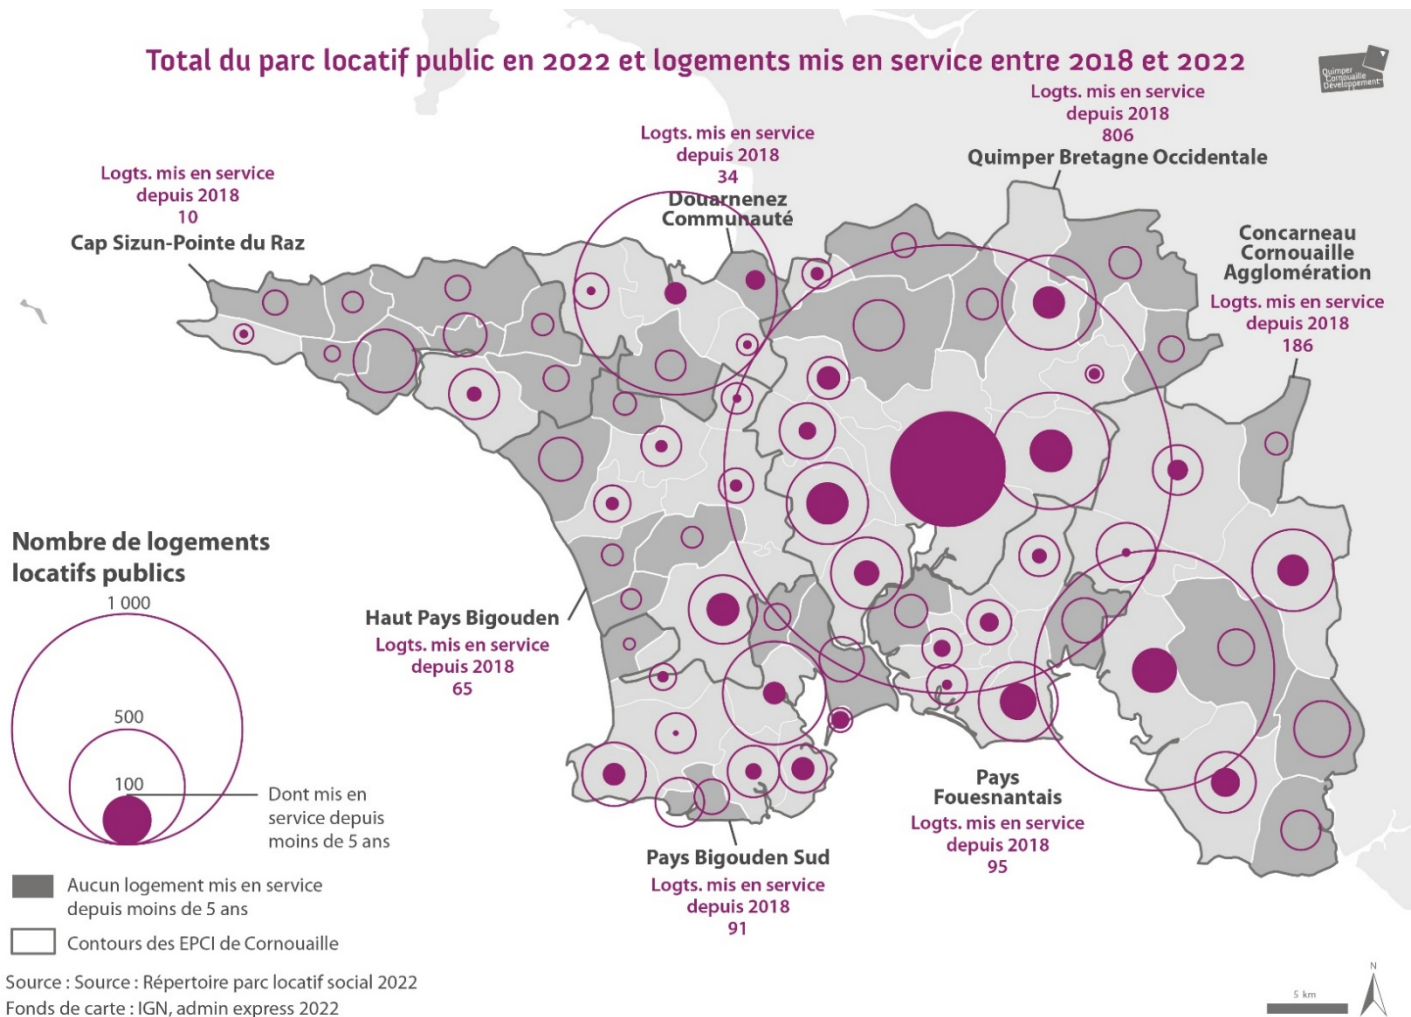 Total du parc locatif public en 2022 et logements mis en service entre 2018 et 2022
Quimper
Cornouaille
Développement
Logts. mis en service
depuis 2018
806
Quimper Bretagne Occidentale
Logts. mis en service
depuis 2018
34
Douarnenez
Communauté
Logts. mis en service
depuis 2018
10
Cap Sizun-Pointe du Raz
Concarneau
Cornouaille
Agglomération
Logts. mis en service
depuis 2018
186
Haut Pays Bigouden
Logts. mis en service
depuis 2018
65
Pays
Fouesnantais
Logts. mis en service
depuis 2018
95
Pays Bigouden Sud
Logts. mis en service
depuis 2018
91
Nombre de logements
locatifs publics
1 000
500
100
Dont mis en
service depuis
moins de 5 ans
Aucun logement mis en service
depuis moins de 5 ans
Contours des EPCI de Cornouaille
Source : Source : Répertoire parc locatif social 2022
Fonds de carte : IGN, admin express 2022
N
5 km